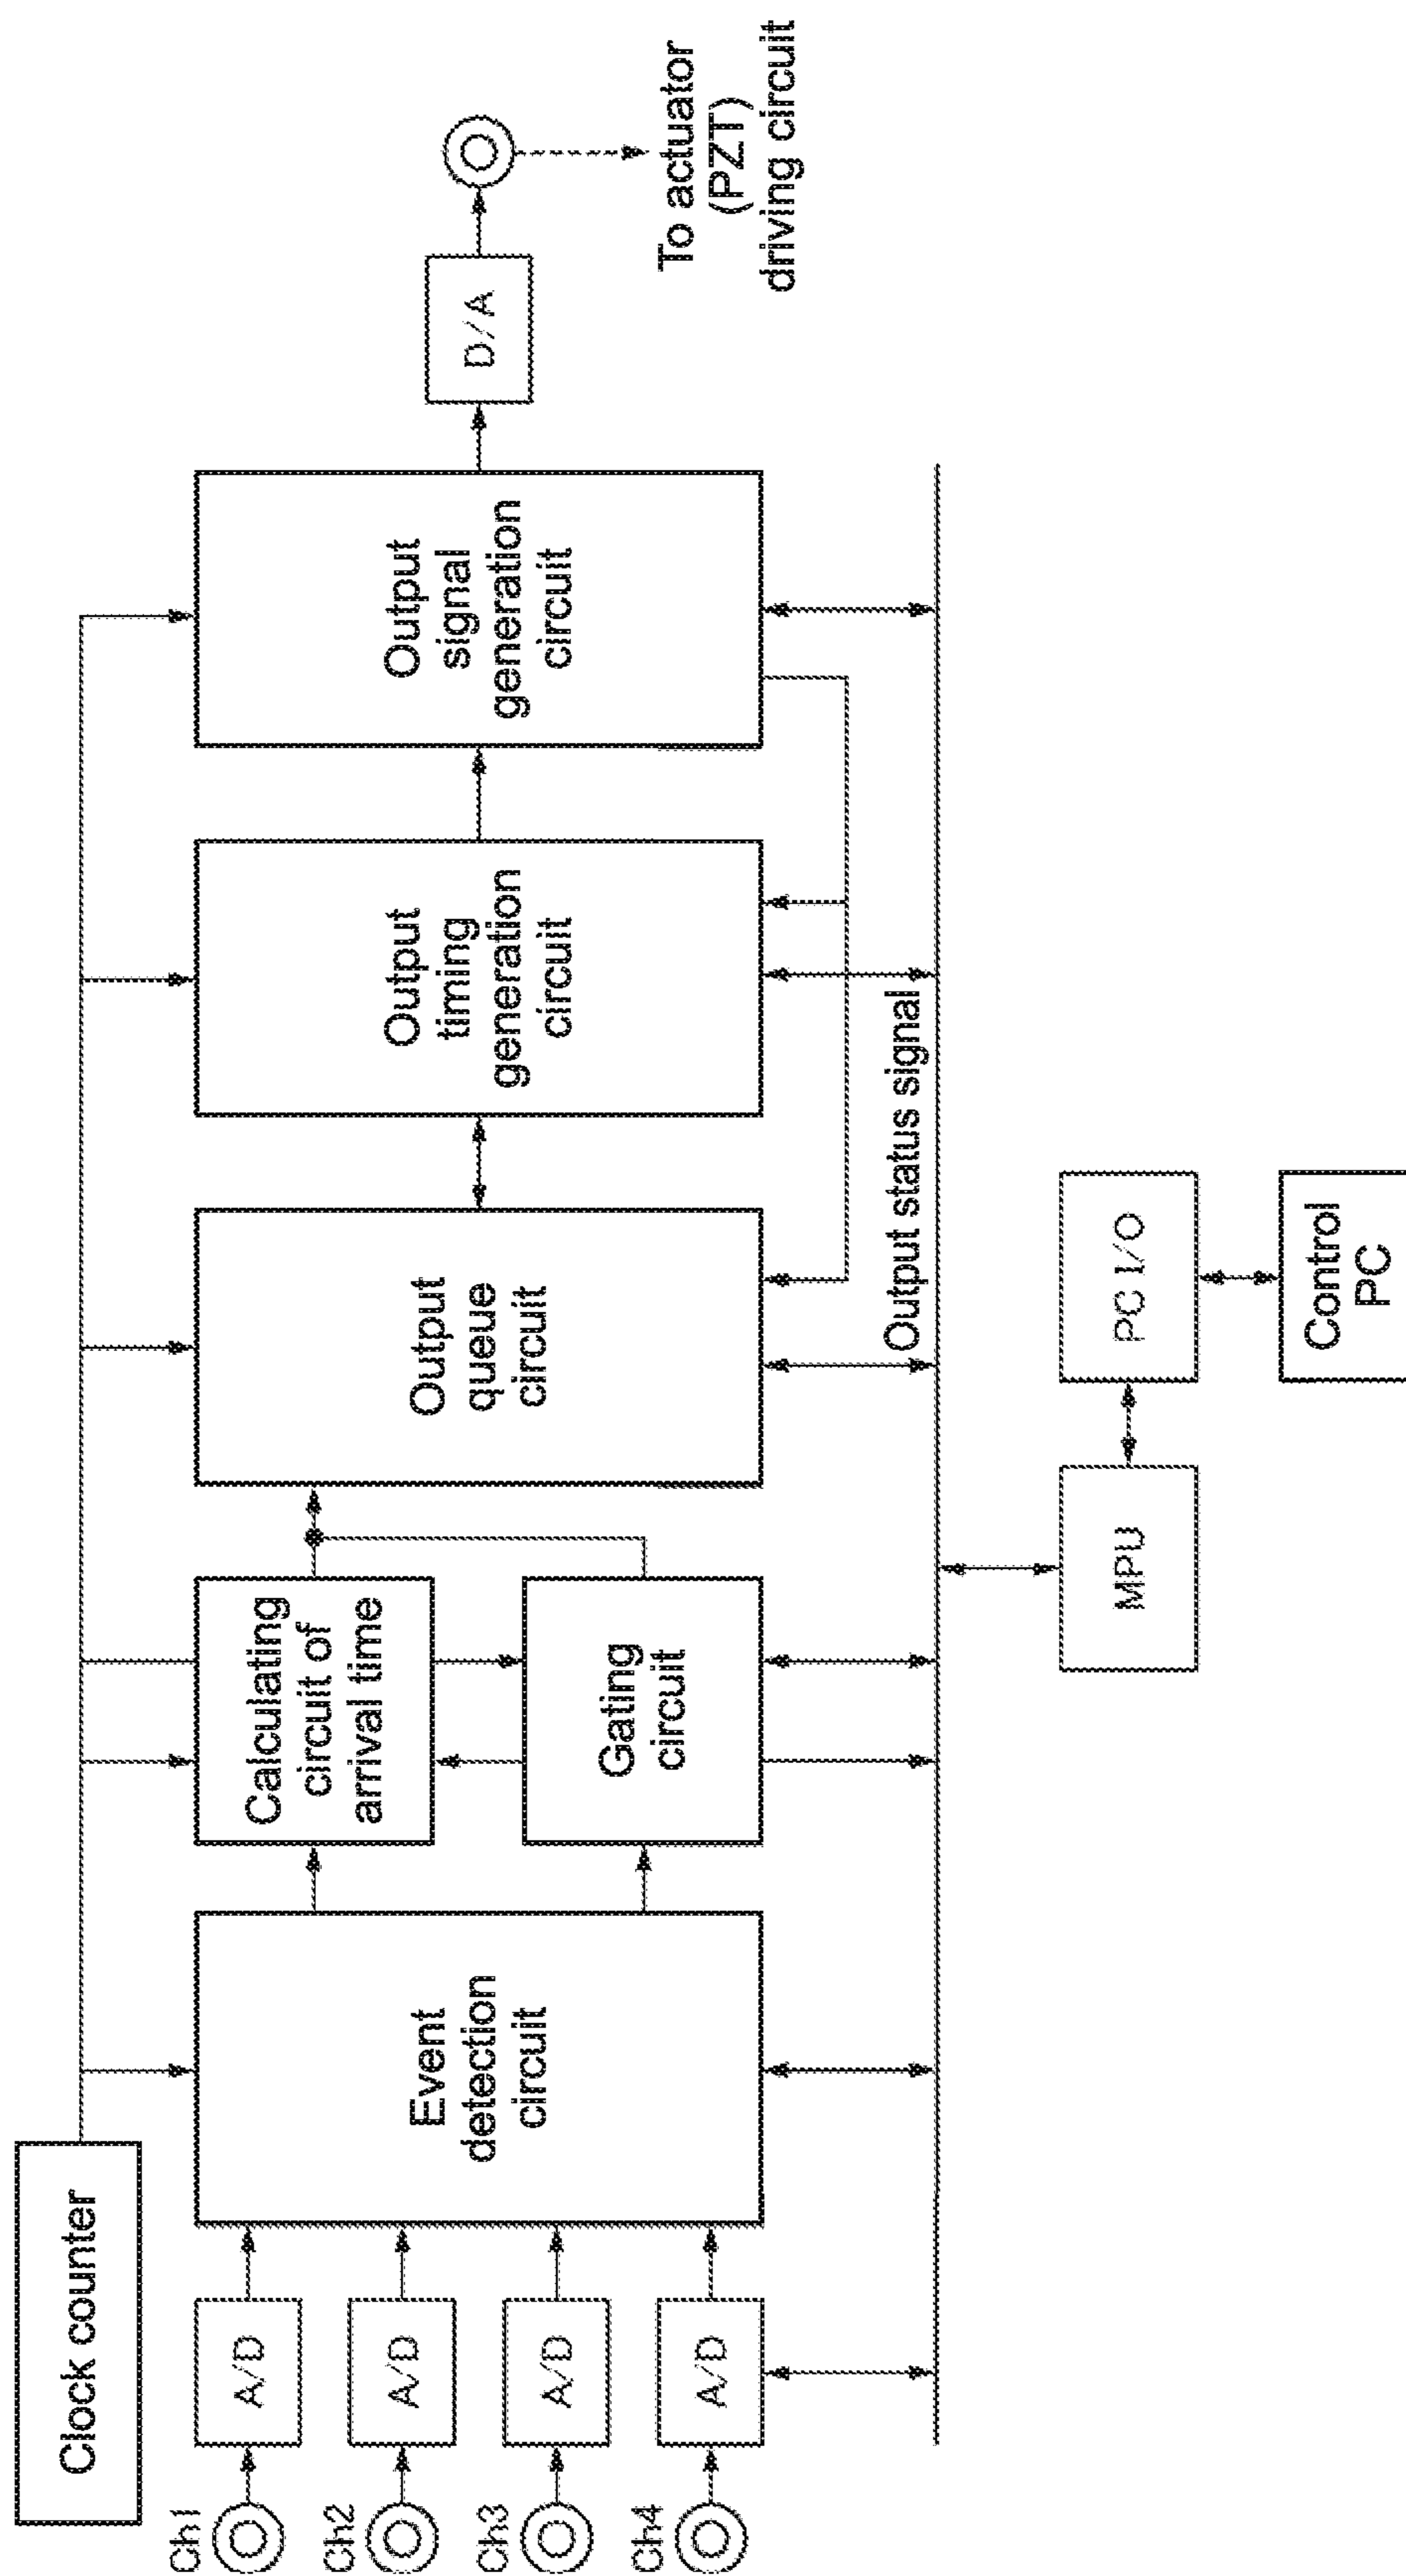 Clock counter
Ch1
Ch2
Ch3
Ch4
A/D
A/D
A/D
A/D
Event
detection
circuit
Calculating
circuit of
arrival time
Gating
circuit
Output
queue
circuit
Output
timing
generation
circuit
Output
signal
generation
circuit
D/A
To actuator
(PZT)
driving circuit
Output status signal
MPU
PC I/O
Control
PC